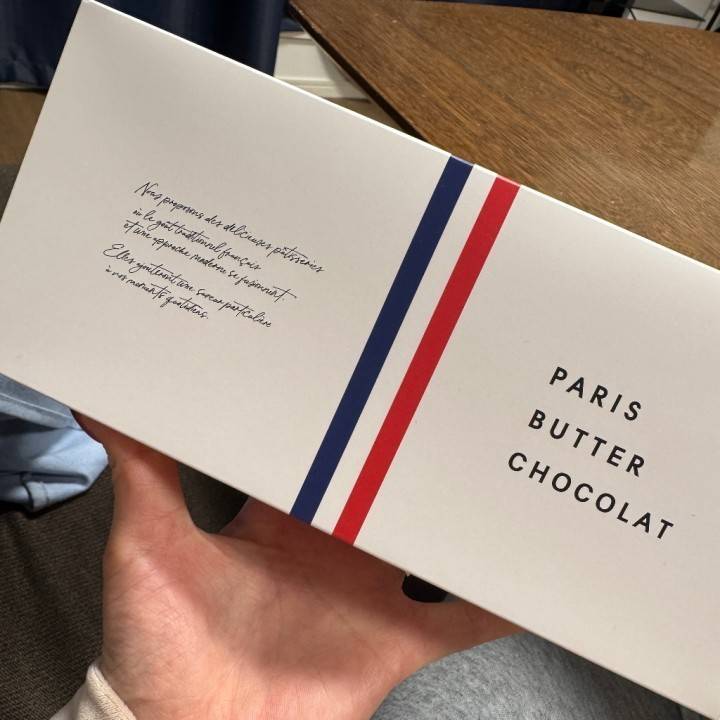 Nous proposons des délicieuses pâtisseries
où le goût traditionnel français
et une approche moderne se fusionnent.
Elles ajouteront une saveur particulière
à vos moments quotidiens.
PARIS
BUTTER
CHOCOLAT